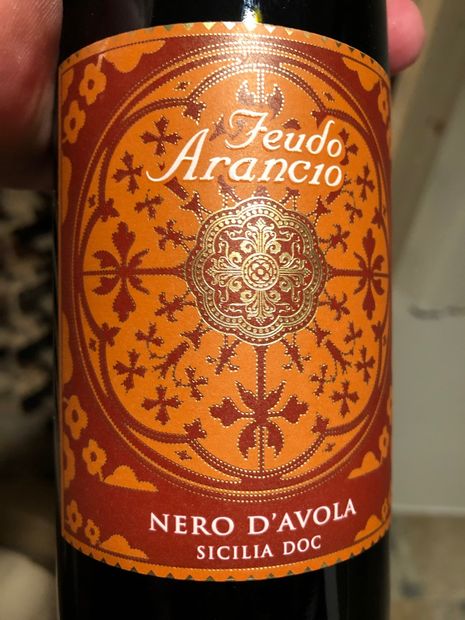 Feudo
Arancio
NERO D'AVOLA
SICILIA DOC